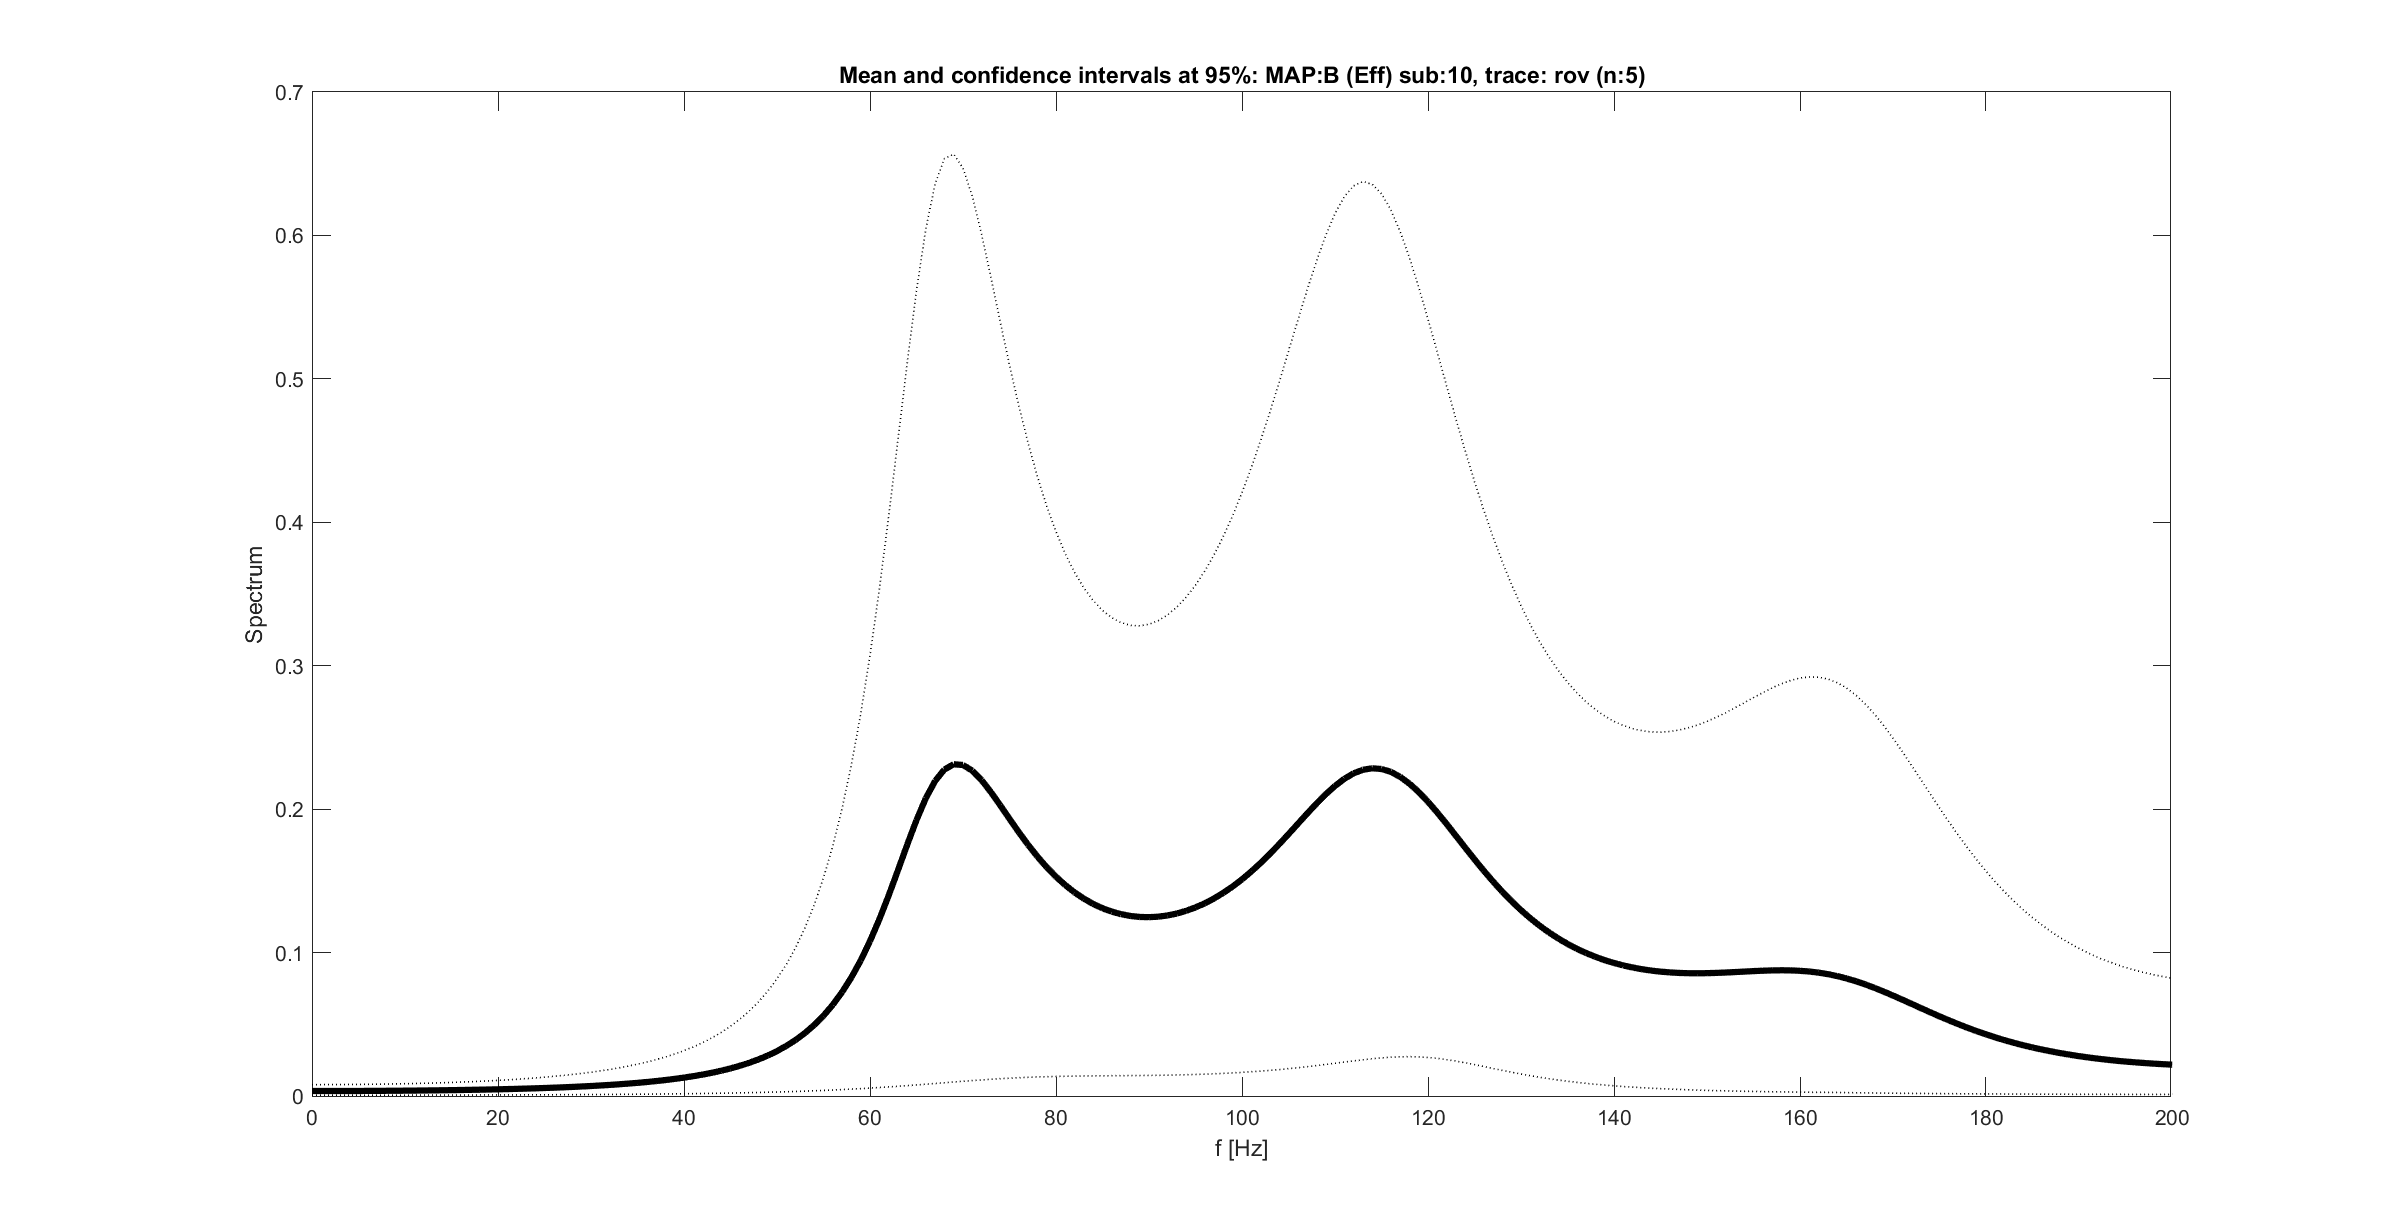 Mean and confidence intervals at 95%: MAP:B (Eff) sub:10, trace: rov (n:5)
0.7
0.6
0.5
0.4
0.3
0.2
0.1
0
Spectrum
0 20 40 60 80 100 120 140 160 180 200
f [Hz]